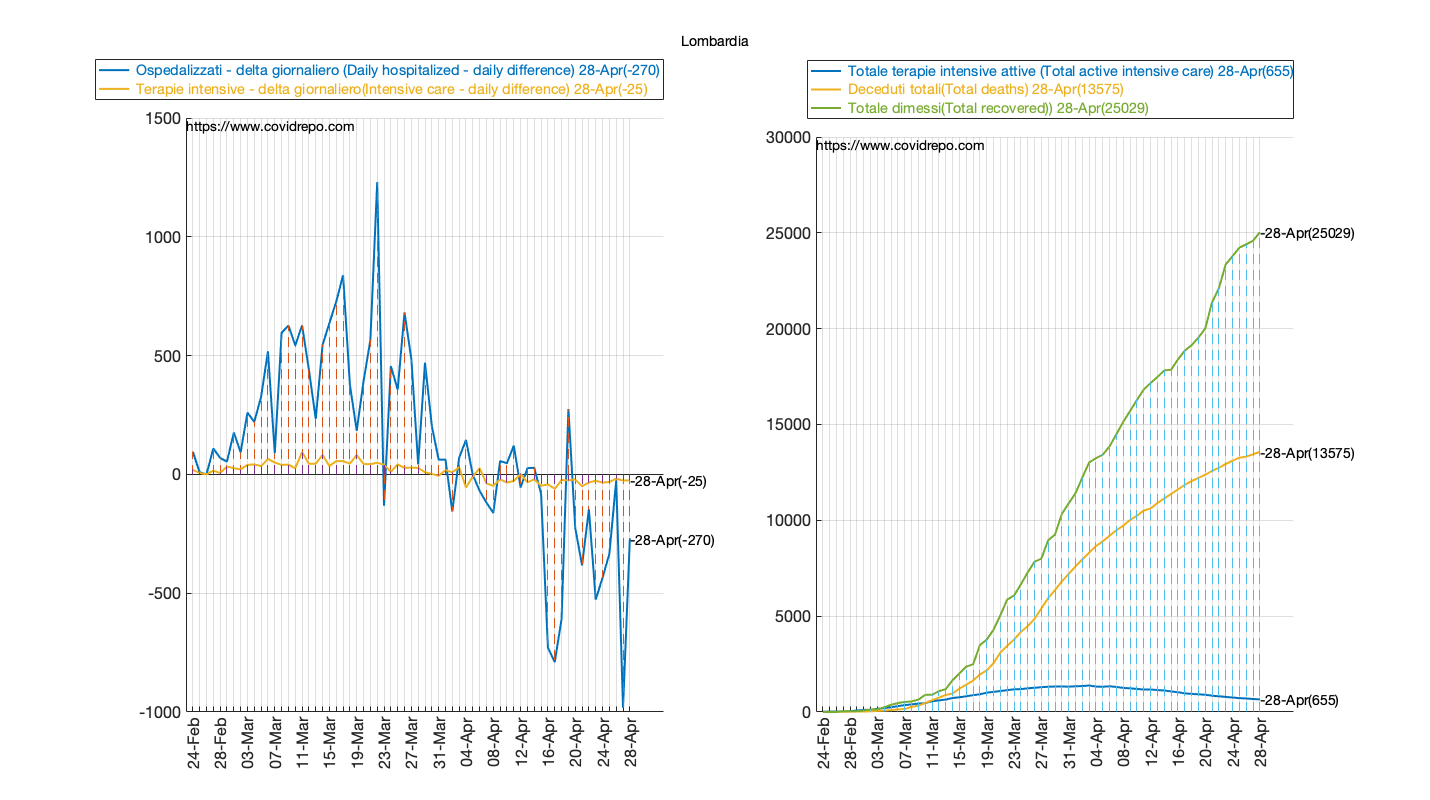 Lombardia
Ospedalizzati - delta giornaliero (Daily hospitalized - daily difference) 28-Apr(-270)
Terapie intensive - delta giornaliero(Intensive care - daily difference) 28-Apr(-25)
https://www.covidrepo.com
1500
1000
500
0
-500
-1000
-28-Apr(-25)
-28-Apr(-270)
24-Feb
28-Feb
03-Mar
07-Mar
11-Mar
15-Mar
19-Mar
23-Mar
27-Mar
31-Mar
04-Apr
08-Apr
12-Apr
16-Apr
20-Apr
24-Apr
28-Apr
Totale terapie intensive attive (Total active intensive care) 28-Apr(655)
Deceduti totali(Total deaths) 28-Apr(13575)
Totale dimessi(Total recovered)) 28-Apr(25029)
https://www.covidrepo.com
30000
25000
20000
15000
10000
5000
0
-28-Apr(25029)
-28-Apr(13575)
-28-Apr(655)
24-Feb
28-Feb
03-Mar
07-Mar
11-Mar
15-Mar
19-Mar
23-Mar
27-Mar
31-Mar
04-Apr
08-Apr
12-Apr
16-Apr
20-Apr
24-Apr
28-Apr